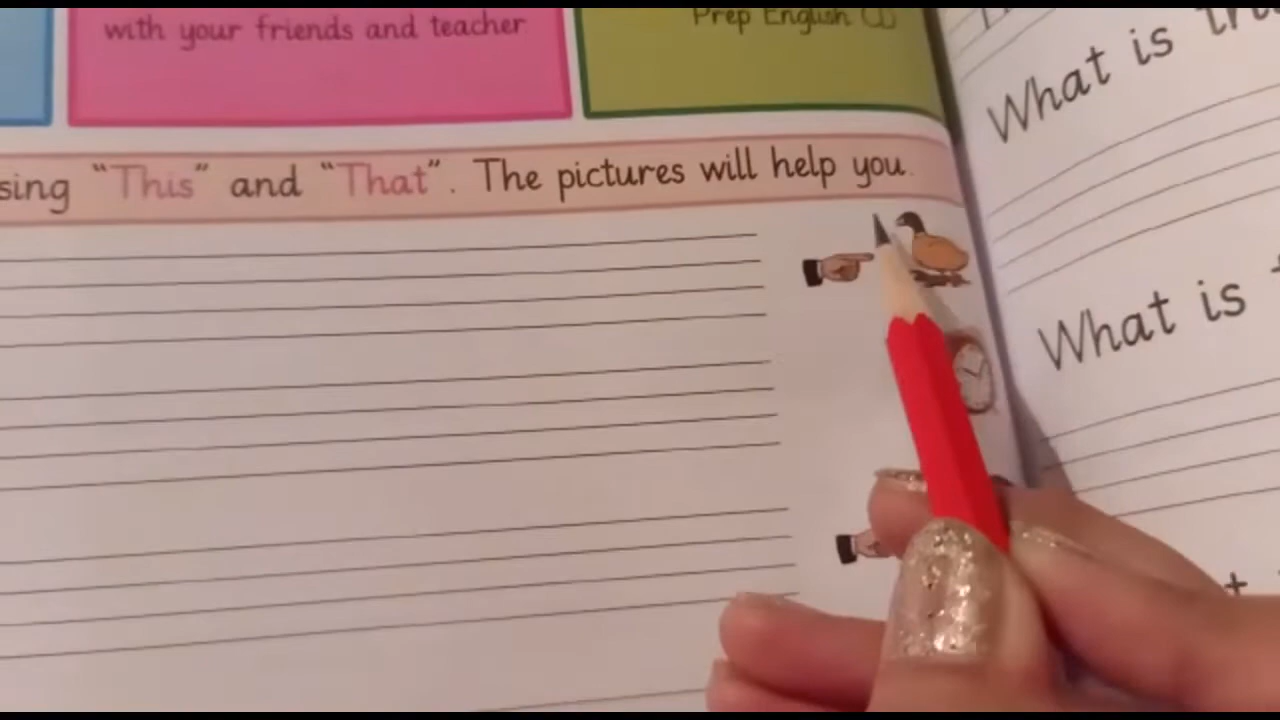 with your friends and teacher
Prep English
sing "This" and "That". The pictures will help you.
What is
What is